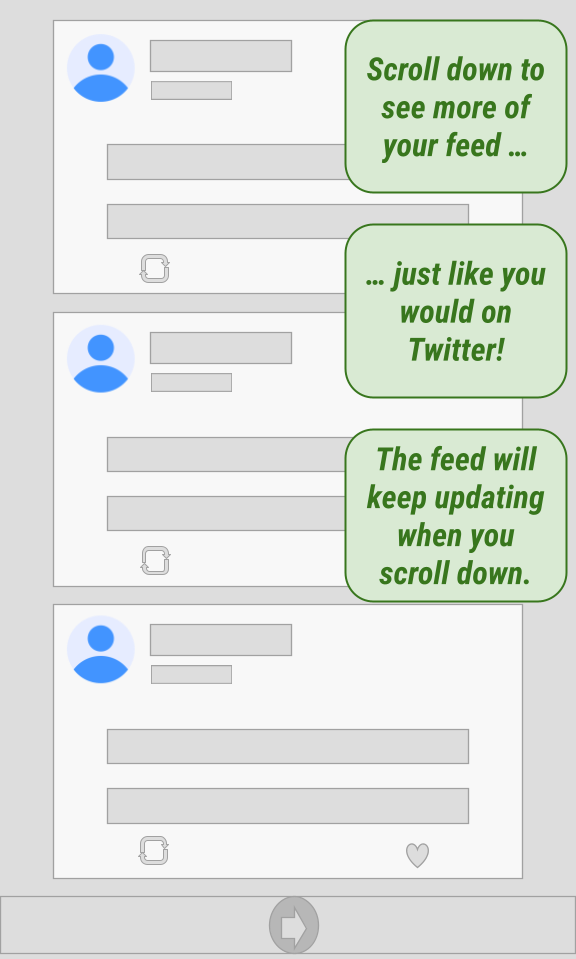 Scroll down to
see more of
your feed ...
... just like you
would on
Twitter!
The feed will
keep updating
when you
scroll down.